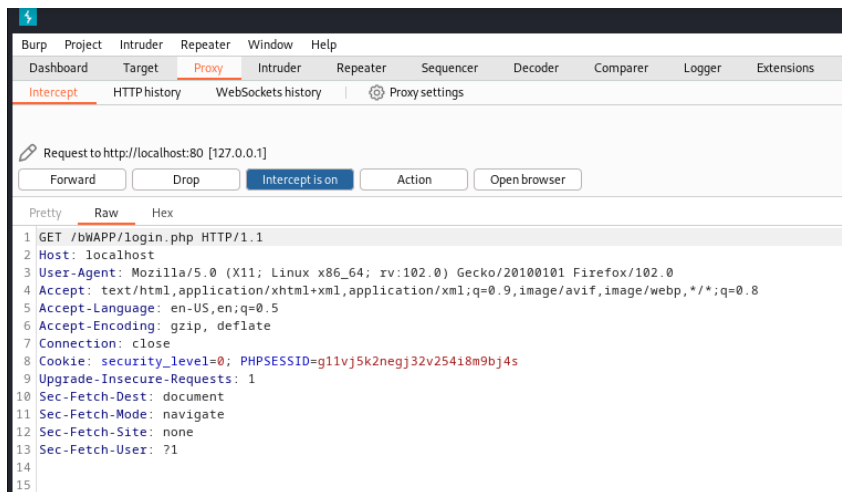 Burp Project Intruder Repeater Window Help
Dashboard Target Proxy Intruder Repeater Sequencer Decoder Comparer Logger Extensions
Intercept HTTP history WebSockets history Proxy settings
Request to http://localhost:80 [127.0.0.1]
Forward Drop Intercept is on Action Open browser
Pretty Raw Hex
1 GET /bWAPP/login.php HTTP/1.1
2 Host: localhost
3 User-Agent: Mozilla/5.0 (X11; Linux x86_64; rv:102.0) Gecko/20100101 Firefox/102.0
4 Accept: text/html,application/xhtml+xml,application/xml;q=0.9,image/avif,image/webp,*/*;q=0.8
5 Accept-Language: en-US,en;q=0.5
6 Accept-Encoding: gzip, deflate
7 Connection: close
8 Cookie: security_level=0; PHPSESSID=g11vj5k2negj32v254i8m9bj4s
9 Upgrade-Insecure-Requests: 1
10 Sec-Fetch-Dest: document
11 Sec-Fetch-Mode: navigate
12 Sec-Fetch-Site: none
13 Sec-Fetch-User: ?1
14
15